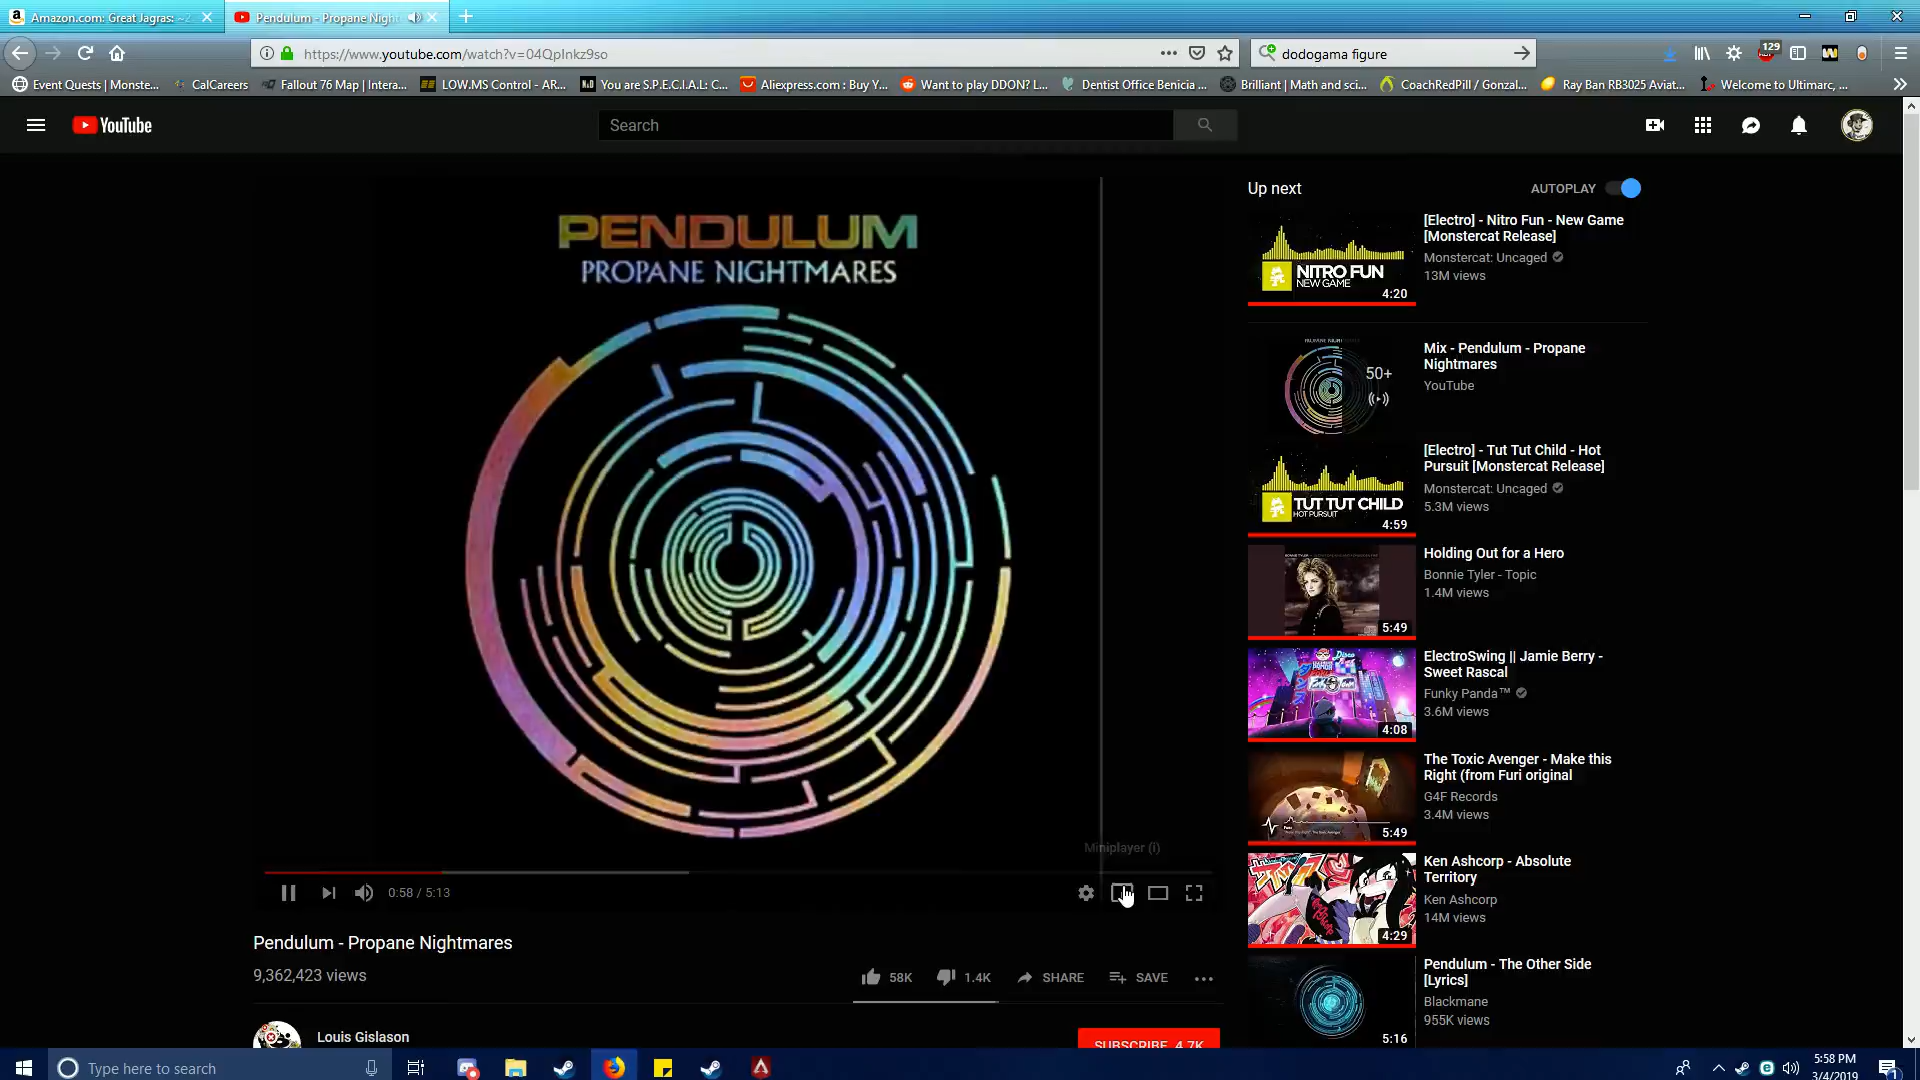 Amazon.com: Great Jagras: ~2
Pendulum - Propane Nigh
https://www.youtube.com/watch?v=04QpInkz9so
dodogama figure
129
Event Quests | Monste...
CalCareers
Fallout 76 Map | Intera...
LOW.MS Control - AR...
You are S.P.E.C.I.A.L: C...
Aliexpress.com : Buy Y...
Want to play DDON? L...
Dentist Office Benicia ...
Brilliant | Math and sci...
CoachRedPill / Gonzal...
Ray Ban RB3025 Aviat...
Welcome to Ultimarc, ...
YouTube
Search
PENDULUM
PROPANE NIGHTMARES
Miniplayer (i)
0:58 / 5:13
Pendulum - Propane Nightmares
9,362,423 views
58K
1.4K
SHARE
SAVE
Louis Gislason
SUBSCRIBE 4.7K
Up next
AUTOPLAY
NITRO FUN
NEW GAME
4:20
[Electro] - Nitro Fun - New Game
[Monstercat Release]
Monstercat: Uncaged
13M views
50+
Mix - Pendulum - Propane
Nightmares
YouTube
TUT TUT CHILD
HOT PURSUIT
4:59
[Electro] - Tut Tut Child - Hot
Pursuit [Monstercat Release]
Monstercat: Uncaged
5.3M views
5:49
Holding Out for a Hero
Bonnie Tyler - Topic
1.4M views
4:08
ElectroSwing || Jamie Berry -
Sweet Rascal
Funky Panda™
3.6M views
5:49
The Toxic Avenger - Make this
Right (from Furi original
G4F Records
3.4M views
4:29
Ken Ashcorp - Absolute
Territory
Ken Ashcorp
14M views
5:16
Pendulum - The Other Side
[Lyrics]
Blackmane
955K views
Type here to search
5:58 PM
3/4/2019
1